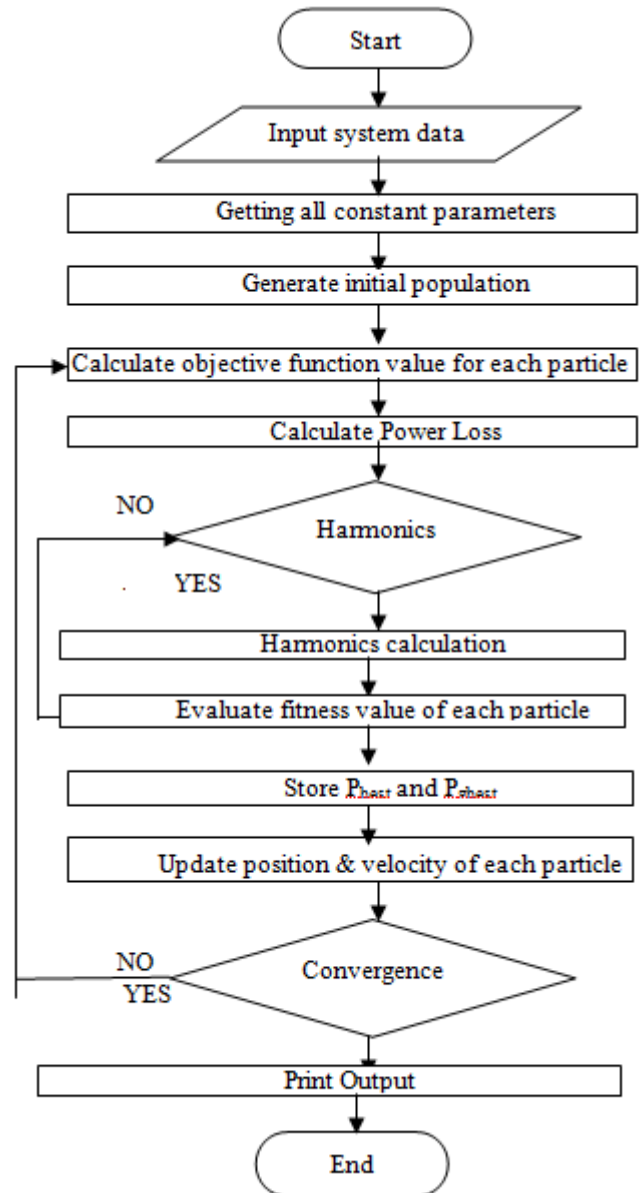 Start
Input system data
Getting all constant parameters
Generate initial population
Calculate objective function value for each particle
Calculate Power Loss
NO
Harmonics
YES
Harmonics calculation
Evaluate fitness value of each particle
Store Pbest and Pgbest
Update position & velocity of each particle
NO
Convergence
YES
Print Output
End